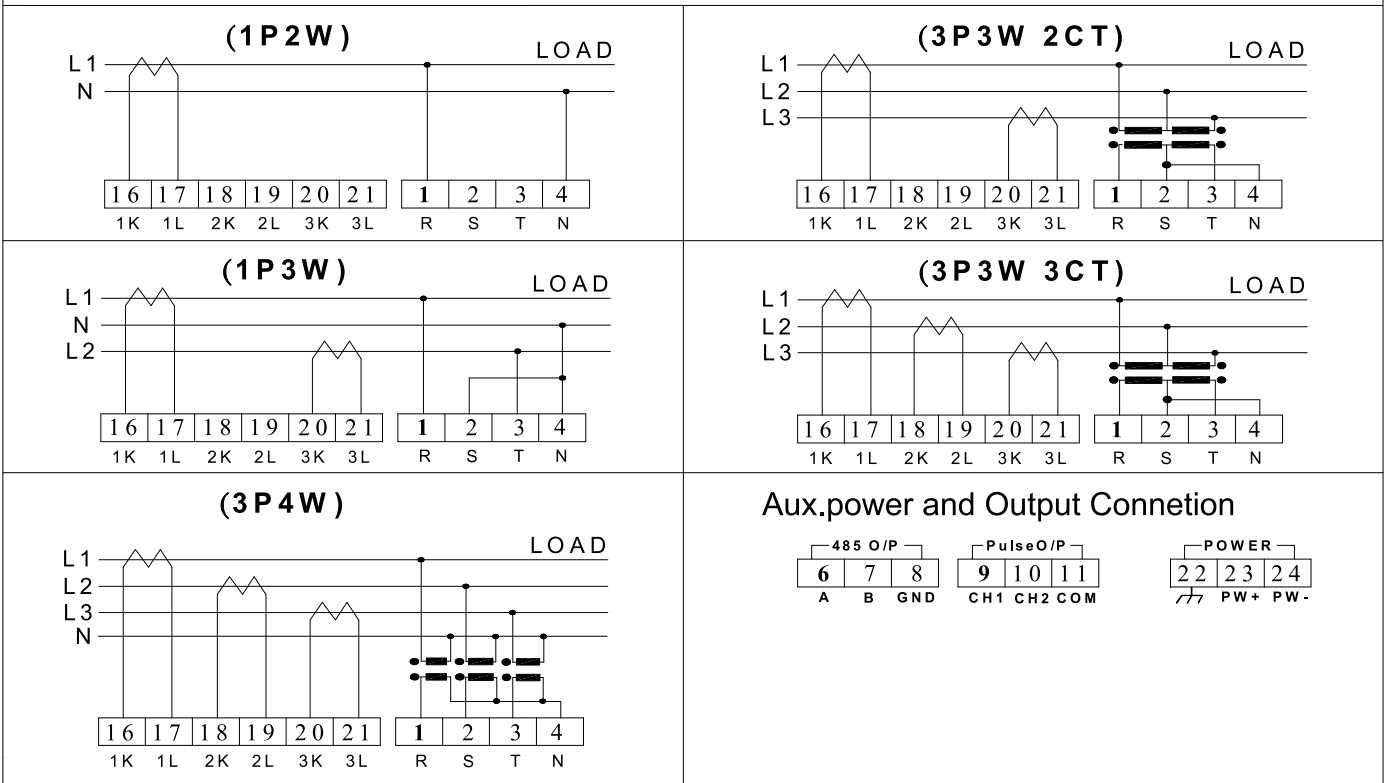 (1P2W)
LOAD
L1
N
16 17 18 19 20 21 1 2 3 4
1K 1L 2K 2L 3K 3L R S T N
(3P3W 2CT)
LOAD
L1
L2
L3
16 17 18 19 20 21 1 2 3 4
1K 1L 2K 2L 3K 3L R S T N
(1P3W)
LOAD
L1
N
L2
16 17 18 19 20 21 1 2 3 4
1K 1L 2K 2L 3K 3L R S T N
(3P3W 3CT)
LOAD
L1
L2
L3
16 17 18 19 20 21 1 2 3 4
1K 1L 2K 2L 3K 3L R S T N
(3P4W)
LOAD
L1
L2
L3
N
16 17 18 19 20 21 1 2 3 4
1K 1L 2K 2L 3K 3L R S T N
Aux.power and Output Connetion
485 O/P PulseO/P POWER
6 7 8 9 10 11 22 23 24
A B GND CH1 CH2 COM PW+ PW-